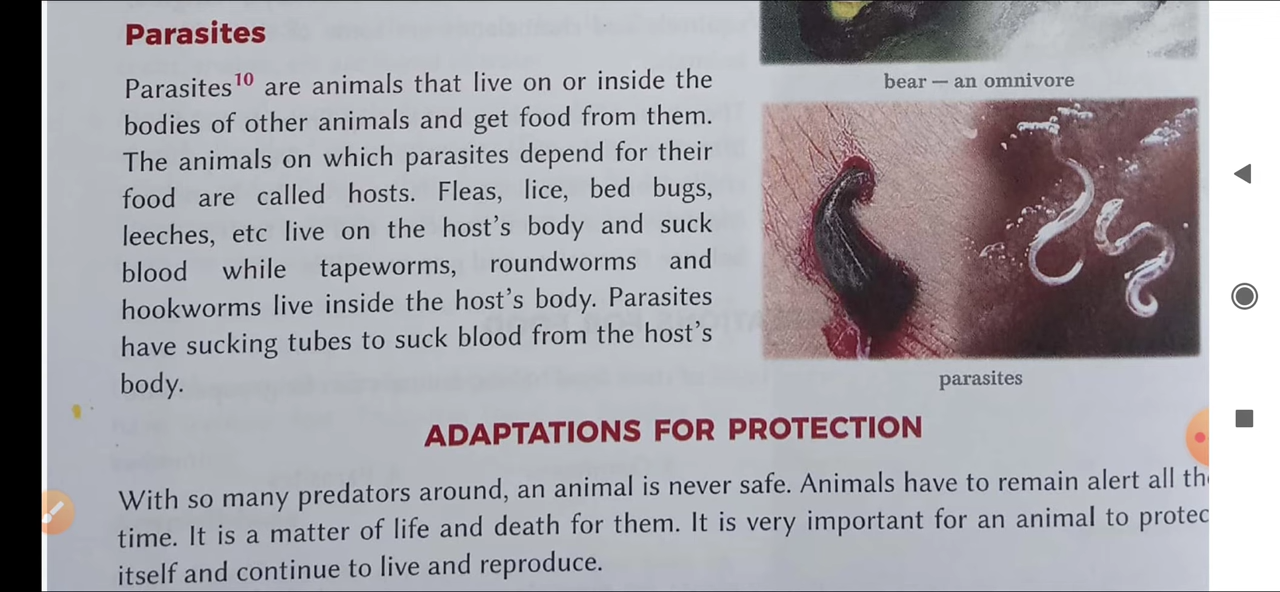 Parasites
Parasites10 are animals that live on or inside the
bodies of other animals and get food from them.
The animals on which parasites depend for their
food are called hosts. Fleas, lice, bed bugs,
leeches, etc live on the host's body and suck
blood while tapeworms, roundworms and
hookworms live inside the host's body. Parasites
have sucking tubes to suck blood from the host's
body.
bear — an omnivore
parasites
ADAPTATIONS FOR PROTECTION
With so many predators around, an animal is never safe. Animals have to remain alert all th
time. It is a matter of life and death for them. It is very important for an animal to protec
itself and continue to live and reproduce.